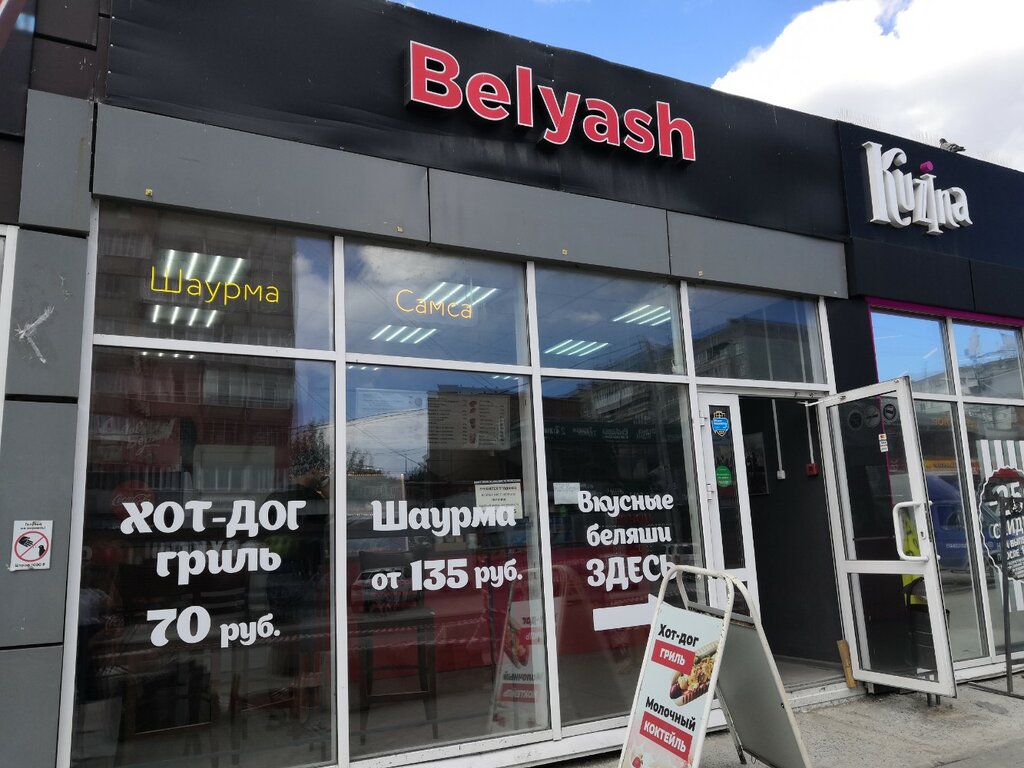 Belyash
Kuzina
Шаурма
Самса
ХОТ-ДОГ
ГРИЛЬ
70 руб.
Шаурма
от 135 руб.
Вкусные
беляши
ЗДЕСЬ
Хот-дог
ГРИЛЬ
Молочный
КОКТЕЙЛЬ